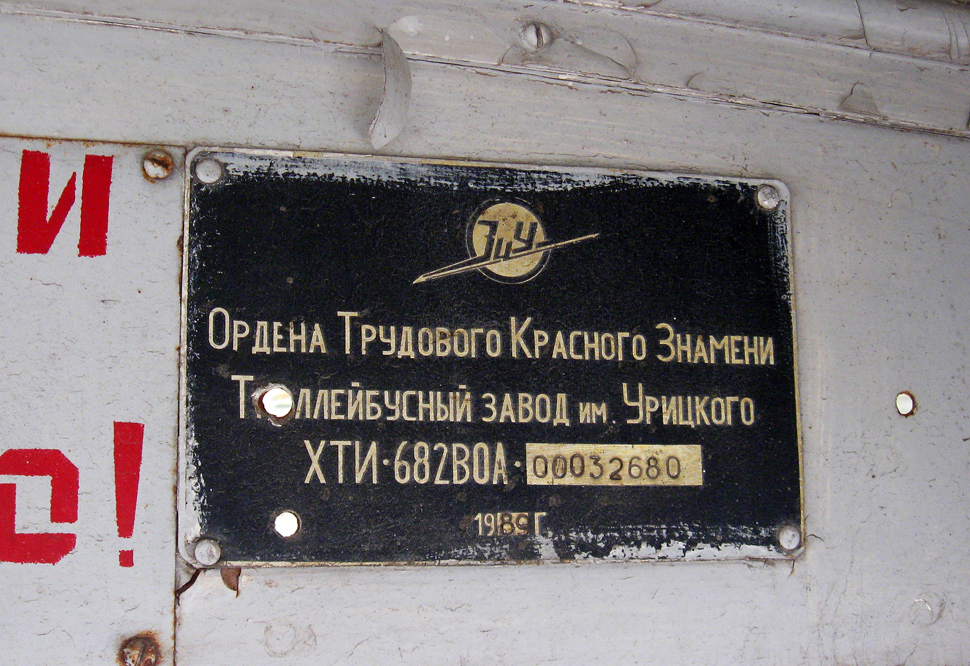 И
О!
ЗиУ
Ордена Трудового Красного Знамени
Троллейбусный завод им. Урицкого
ХТИ·682В0А·00032680
1989 г.